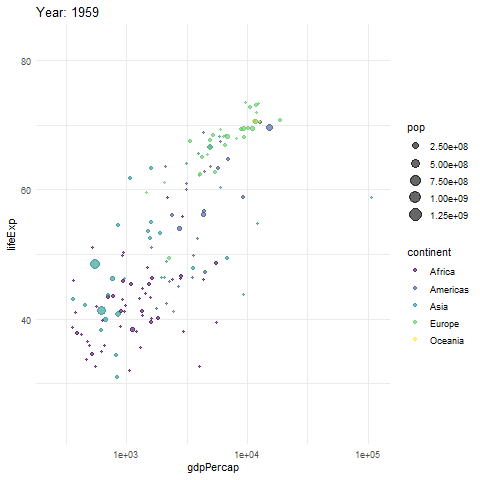 Year: 1959
80
60
40
lifeExp
1e+03
1e+04
1e+05
gdpPercap
pop
2.50e+08
5.00e+08
7.50e+08
1.00e+09
1.25e+09
continent
Africa
Americas
Asia
Europe
Oceania